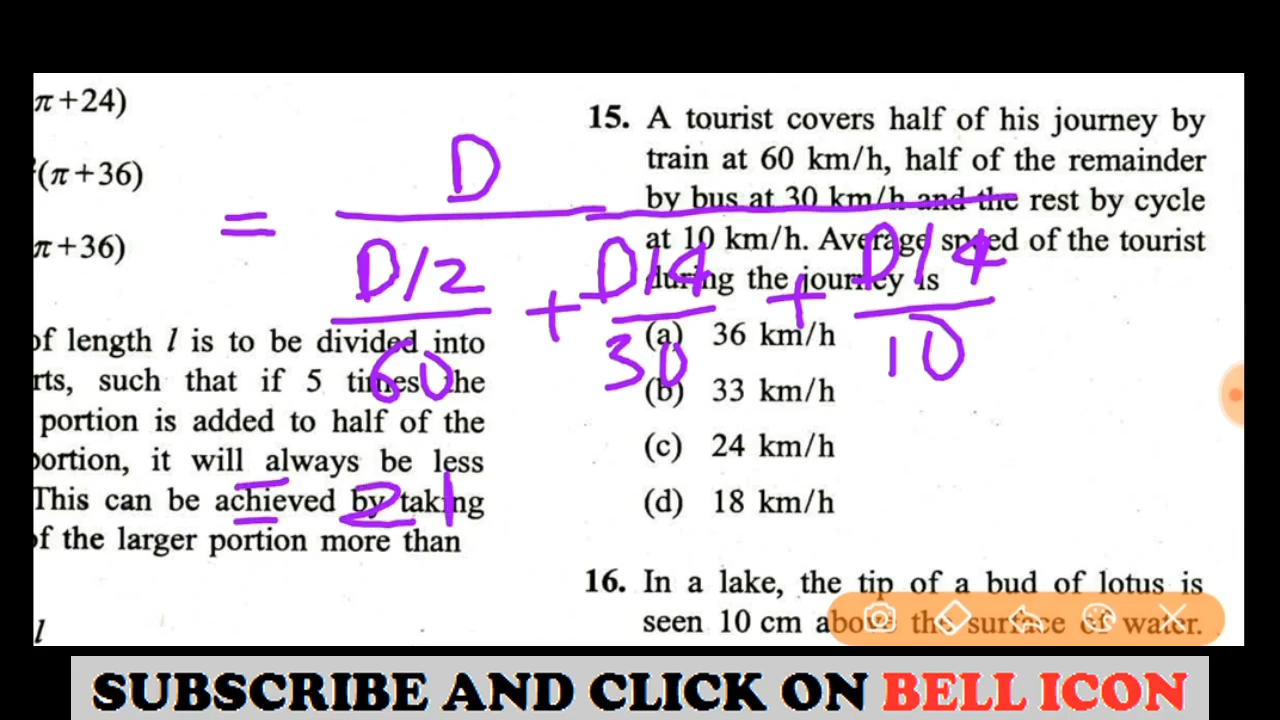 π+24)
(π+36)
π+36)
of length l is to be divided into
rts, such that if 5 times the
portion is added to half of the
portion, it will always be less
This can be achieved by taking
of the larger portion more than
l
15. A tourist covers half of his journey by
train at 60 km/h, half of the remainder
by bus at 30 km/h and the rest by cycle
at 10 km/h. Average speed of the tourist
during the journey is
(a) 36 km/h
(b) 33 km/h
(c) 24 km/h
(d) 18 km/h
16. In a lake, the tip of a bud of lotus is
seen 10 cm above the surface of water.
D
=
D/2 + D/4 + D/4
60 30 10
= 21
SUBSCRIBE AND CLICK ON BELL ICON